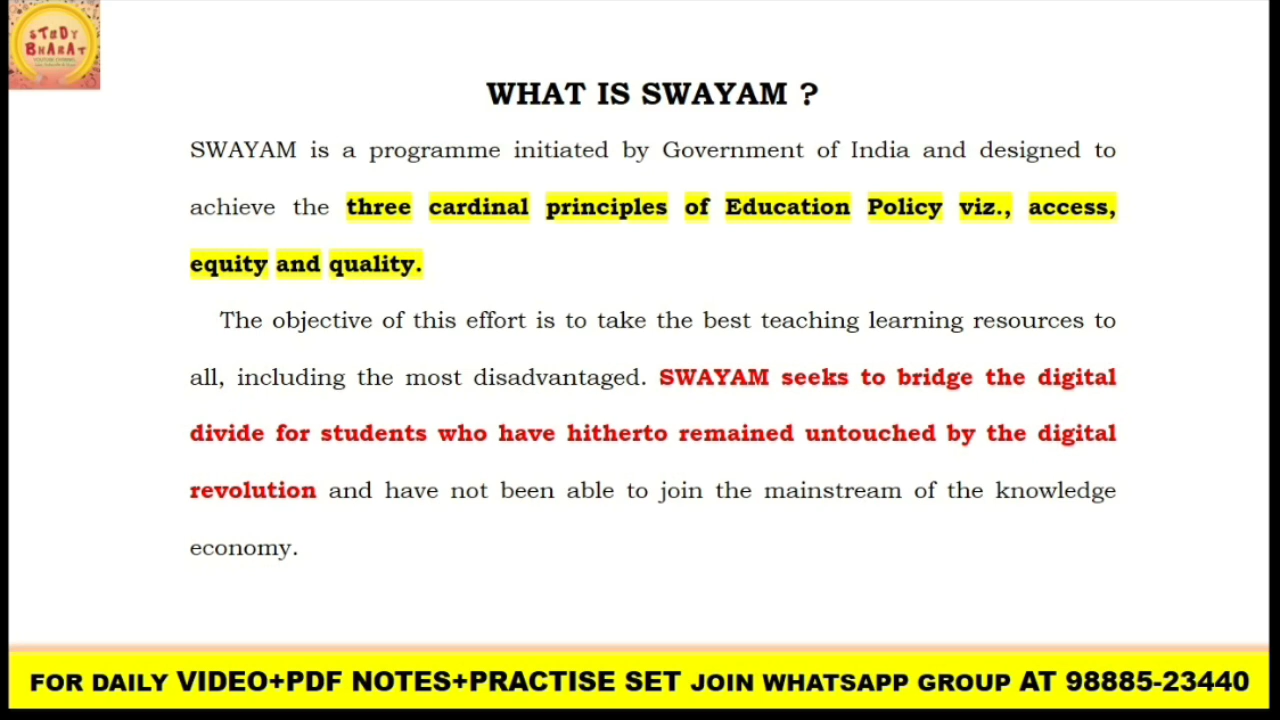 STUDY
BHARAT
WHAT IS SWAYAM ?
SWAYAM is a programme initiated by Government of India and designed to
achieve the three cardinal principles of Education Policy viz., access,
equity and quality.
The objective of this effort is to take the best teaching learning resources to
all, including the most disadvantaged. SWAYAM seeks to bridge the digital
divide for students who have hitherto remained untouched by the digital
revolution and have not been able to join the mainstream of the knowledge
economy.
FOR DAILY VIDEO+PDF NOTES+PRACTISE SET JOIN WHATSAPP GROUP AT 98885-23440